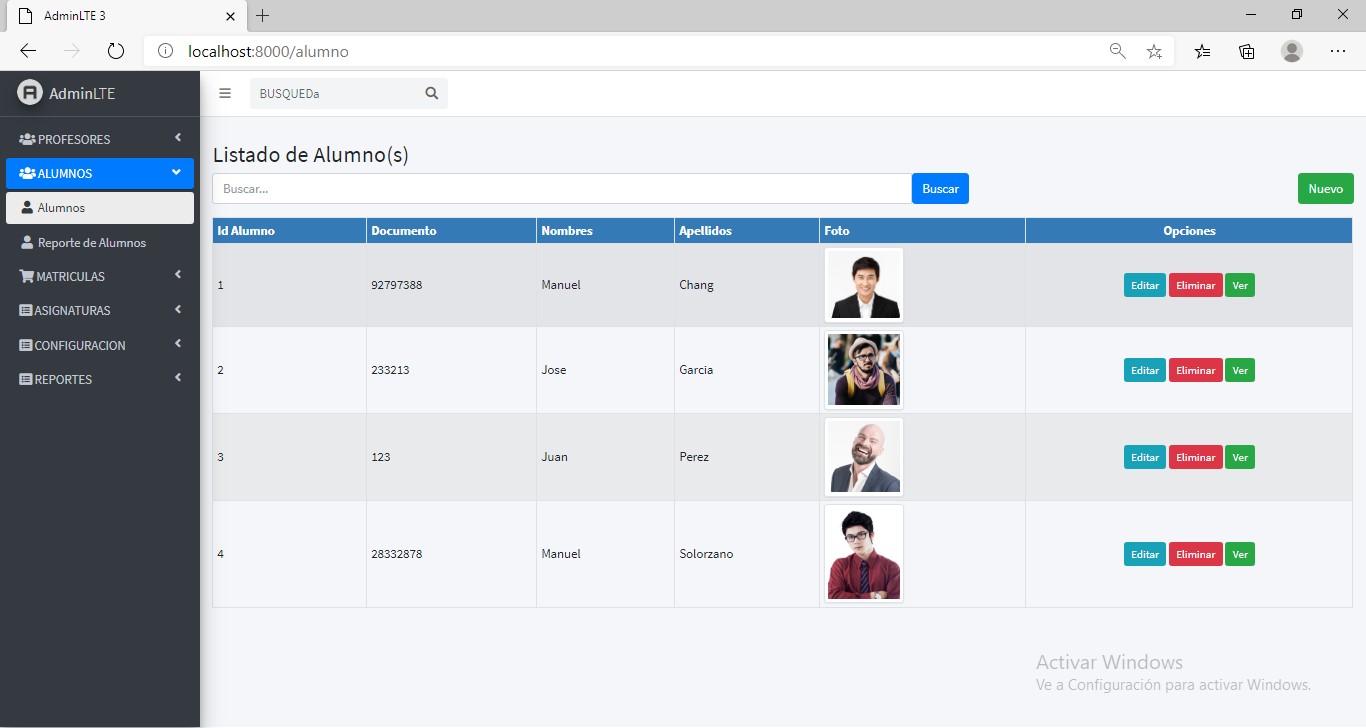 AdminLTE 3
localhost:8000/alumno
AdminLTE
BUSQUEDa
PROFESORES
ALUMNOS
Alumnos
Reporte de Alumnos
MATRICULAS
ASIGNATURAS
CONFIGURACION
REPORTES
Listado de Alumno(s)
Buscar... Buscar Nuevo
Id Alumno Documento Nombres Apellidos Foto Opciones
1 92797388 Manuel Chang Editar Eliminar Ver
2 233213 Jose Garcia Editar Eliminar Ver
3 123 Juan Perez Editar Eliminar Ver
4 28332878 Manuel Solorzano Editar Eliminar Ver
Activar Windows
Ve a Configuración para activar Windows.